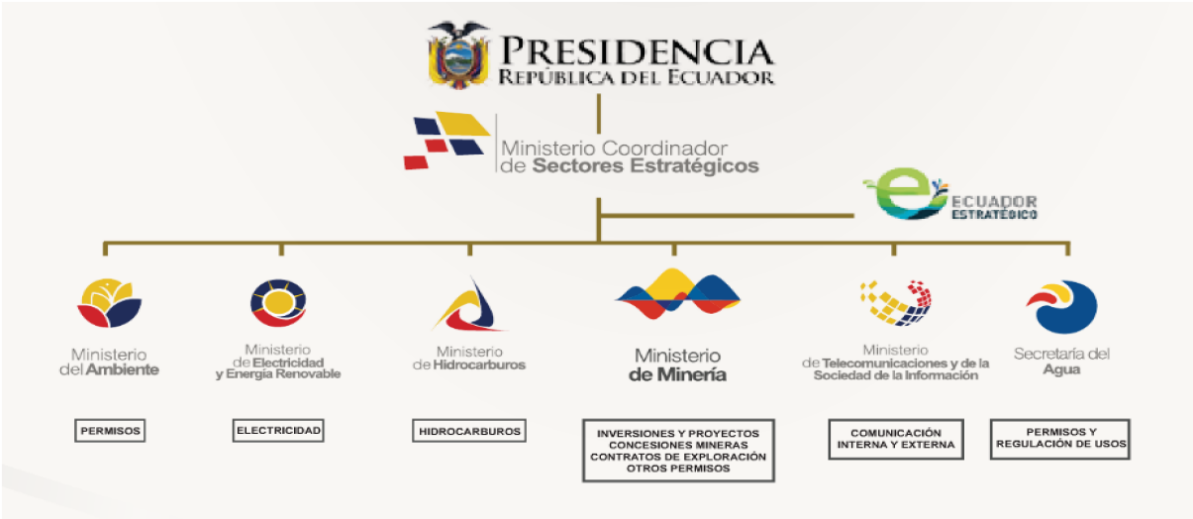 PRESIDENCIA
REPÚBLICA DEL ECUADOR
Ministerio Coordinador
de Sectores Estratégicos
ECUADOR
ESTRATÉGICO
Ministerio
del Ambiente
Ministerio
de Electricidad
y Energía Renovable
Ministerio
de Hidrocarburos
Ministerio
de Minería
Ministerio
de Telecomunicaciones y de la
Sociedad de la Información
Secretaría del
Agua
PERMISOS
ELECTRICIDAD
HIDROCARBUROS
INVERSIONES Y PROYECTOS
CONCESIONES MINERAS
CONTRATOS DE EXPLORACIÓN
OTROS PERMISOS
COMUNICACIÓN
INTERNA Y EXTERNA
PERMISOS Y
REGULACIÓN DE USOS